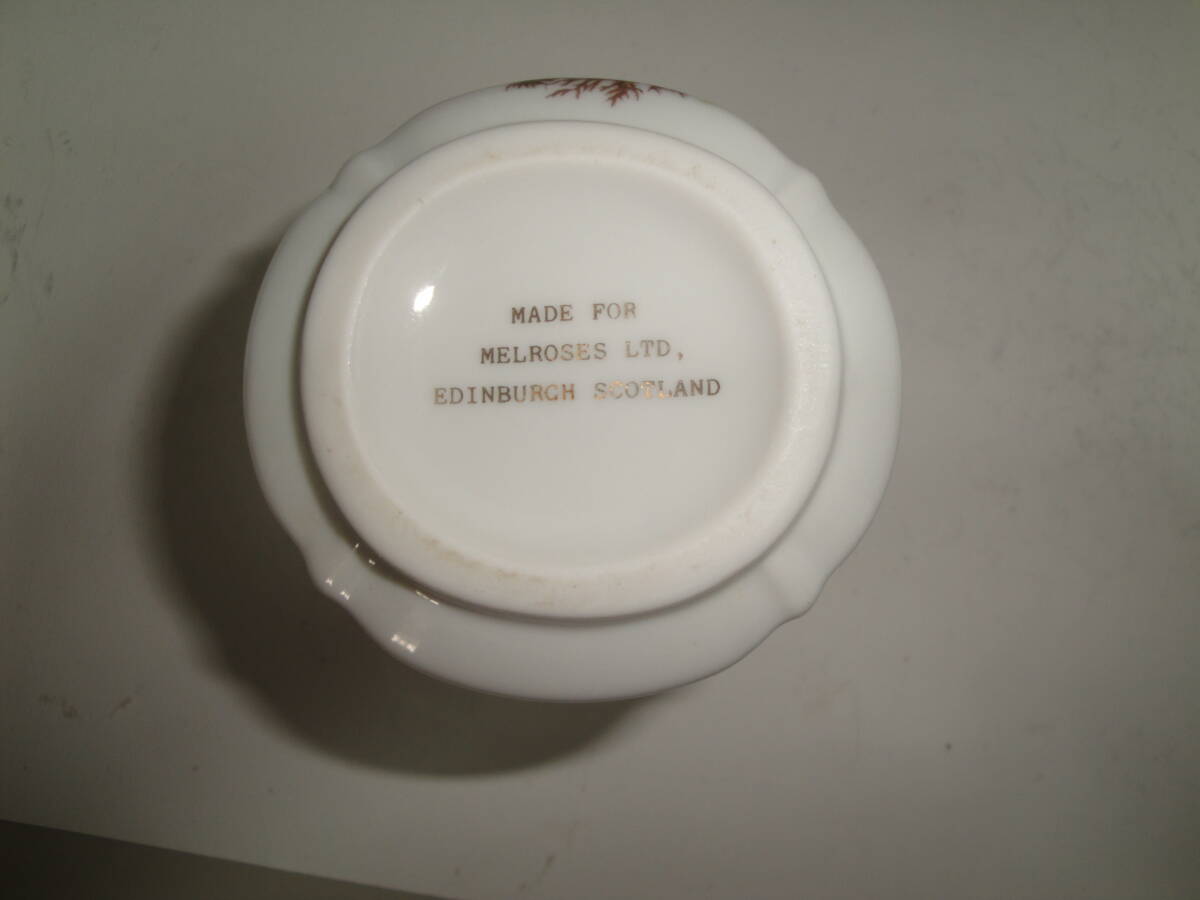 MADE FOR
MELROSES LTD,
EDINBURGH SCOTLAND